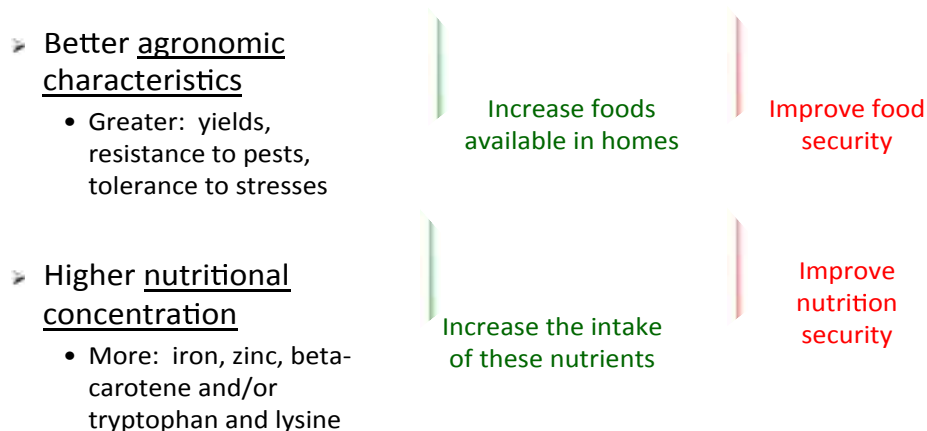 ➢ Better agronomic
characteristics
• Greater: yields,
resistance to pests,
tolerance to stresses
Increase foods
available in homes
Improve food
security
➢ Higher nutritional
concentration
• More: iron, zinc, beta-
carotene and/or
tryptophan and lysine
Increase the intake
of these nutrients
Improve
nutrition
security